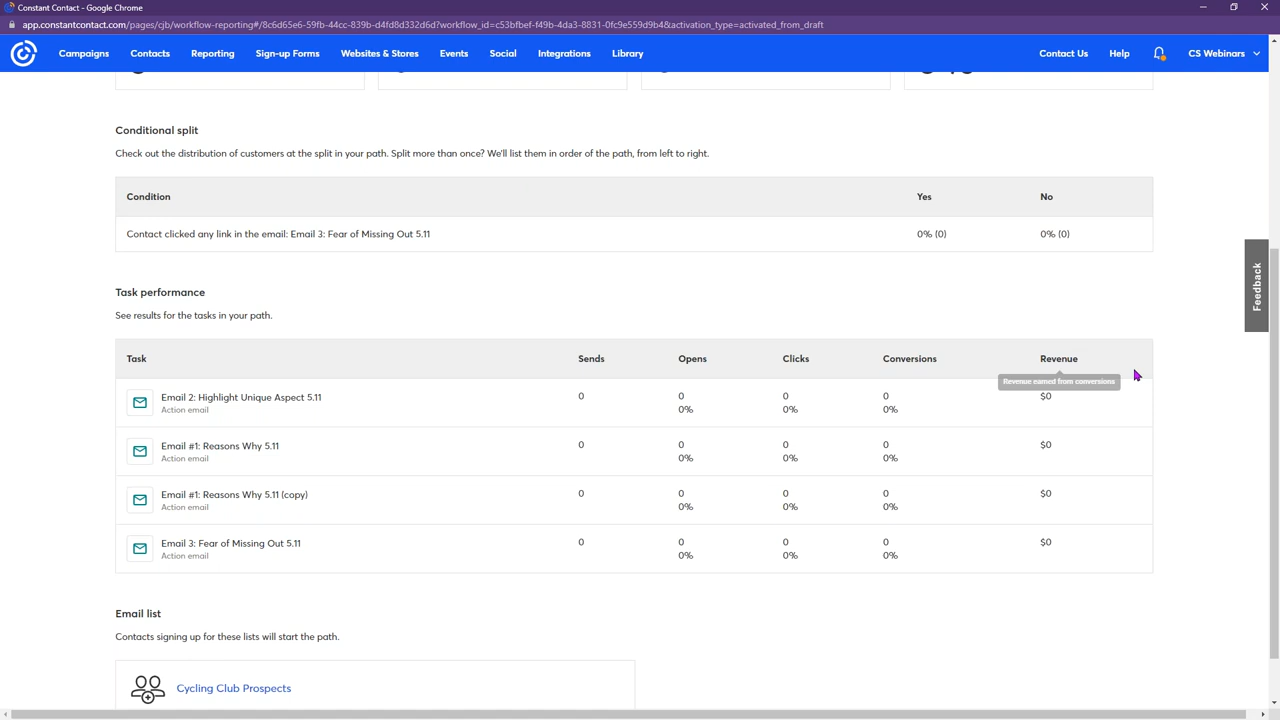 Constant Contact - Google Chrome
app.constantcontact.com/pages/cjb/workflow-reporting#/8c6d65e6-59fb-44cc-839b-d4fd8d332d6d?workflow_id=c53bfbef-f49b-4da3-8831-0fc9e559d9b4&activation_type=activated_from_draft
Campaigns Contacts Reporting Sign-up Forms Websites & Stores Events Social Integrations Library Contact Us Help CS Webinars
Conditional split
Check out the distribution of customers at the split in your path. Split more than once? We'll list them in order of the path, from left to right.
Condition Yes No
Contact clicked any link in the email: Email 3: Fear of Missing Out 5.11 0% (0) 0% (0)
Feedback
Task performance
See results for the tasks in your path.
Task Sends Opens Clicks Conversions Revenue
Revenue earned from conversions
Email 2: Highlight Unique Aspect 5.11 0 0 0 0 $0
Action email 0% 0% 0%
Email #1: Reasons Why 5.11 0 0 0 0 $0
Action email 0% 0% 0%
Email #1: Reasons Why 5.11 (copy) 0 0 0 0 $0
Action email 0% 0% 0%
Email 3: Fear of Missing Out 5.11 0 0 0 0 $0
Action email 0% 0% 0%
Email list
Contacts signing up for these lists will start the path.
Cycling Club Prospects